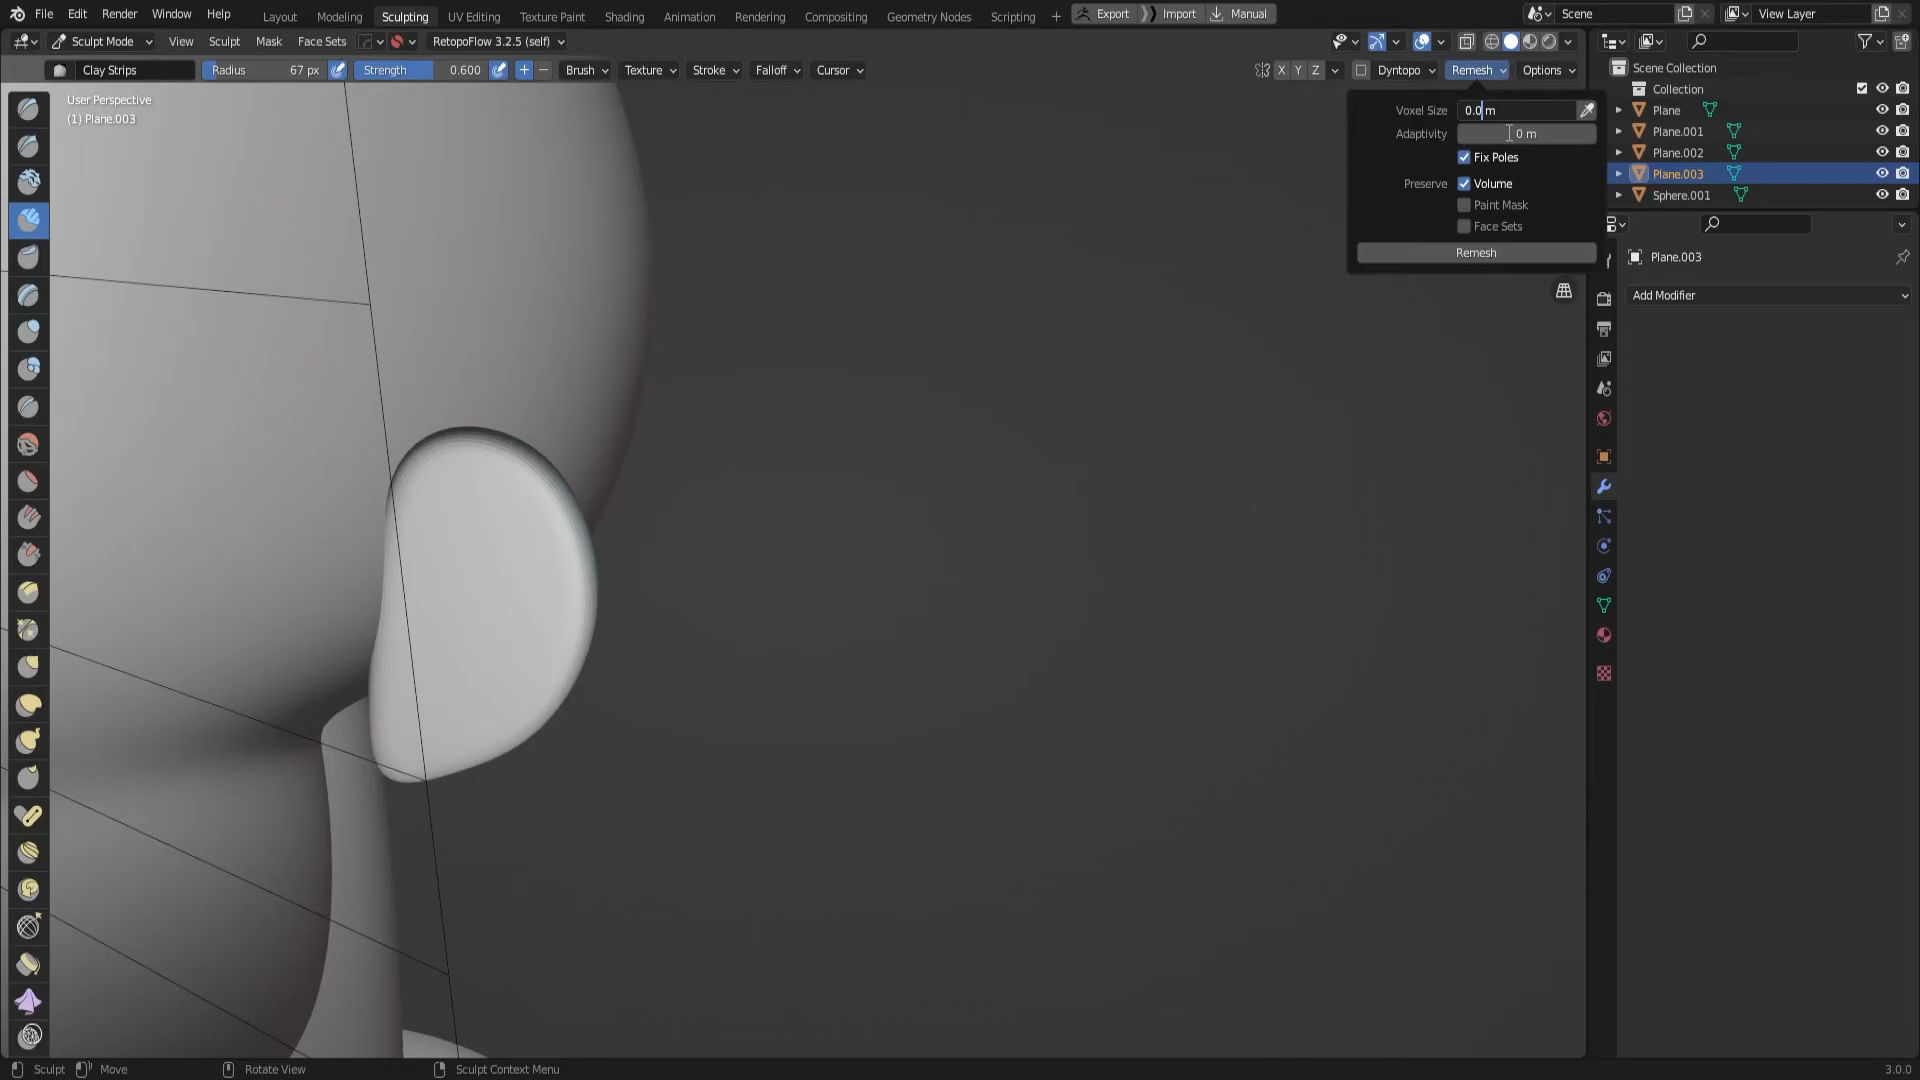 File Edit Render Window Help Layout Modeling Sculpting UV Editing Texture Paint Shading Animation Rendering Compositing Geometry Nodes Scripting + Export Import Manual Scene View Layer
Sculpt Mode View Sculpt Mask Face Sets RetopoFlow 3.2.5 (self)
Clay Strips Radius 67 px Strength 0.600 + − Brush Texture Stroke Falloff Cursor X Y Z Dyntopo Remesh Options
User Perspective
(1) Plane.003
Voxel Size 0.0 m
Adaptivity 0 m
Fix Poles
Preserve Volume
Paint Mask
Face Sets
Remesh
Scene Collection
Collection
Plane
Plane.001
Plane.002
Plane.003
Sphere.001
Plane.003
Add Modifier
Sculpt Move Rotate View Sculpt Context Menu 3.0.0